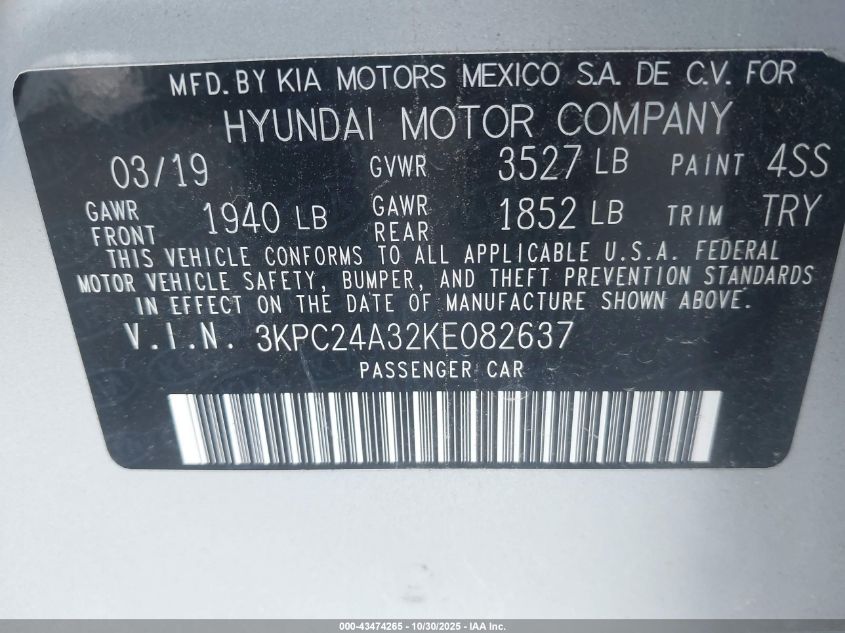 MFD. BY KIA MOTORS MEXICO S.A. DE C.V. FOR
HYUNDAI MOTOR COMPANY
03/19 GVWR 3527 LB PAINT 4SS
GAWR FRONT 1940 LB GAWR REAR 1852 LB TRIM TRY
THIS VEHICLE CONFORMS TO ALL APPLICABLE U.S.A. FEDERAL
MOTOR VEHICLE SAFETY, BUMPER, AND THEFT PREVENTION STANDARDS
IN EFFECT ON THE DATE OF MANUFACTURE SHOWN ABOVE.
V.I.N. 3KPC24A32KE082637
PASSENGER CAR
000-43474265 - 10/30/2025 - IAA Inc.